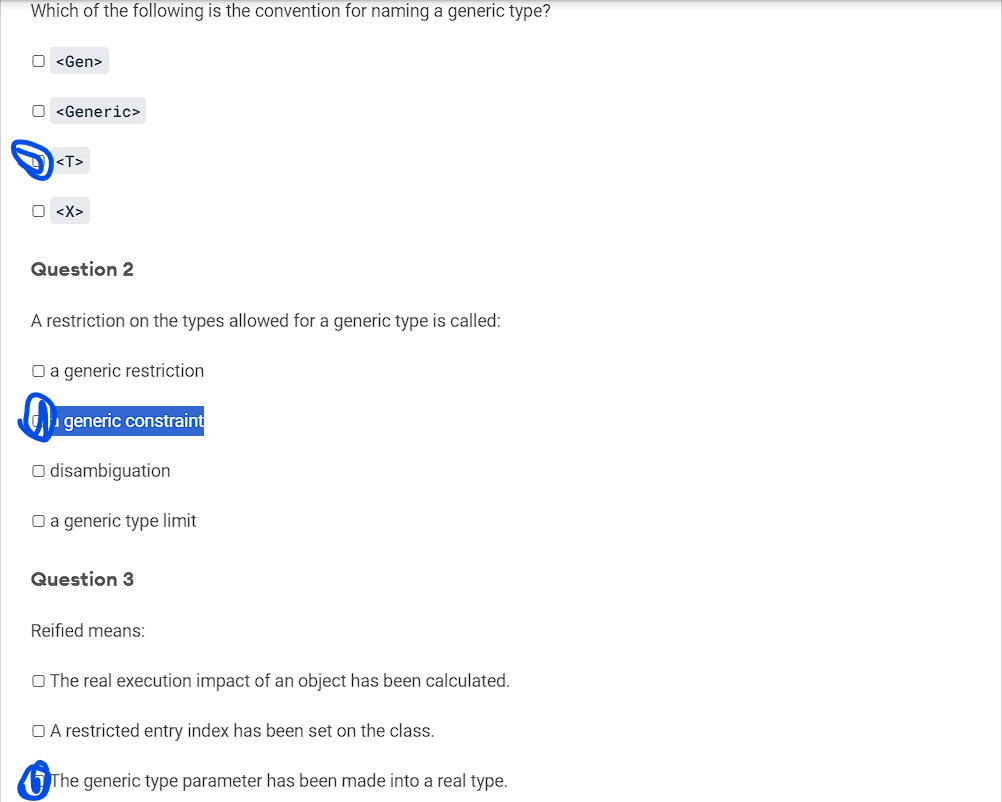 Which of the following is the convention for naming a generic type?
<Gen>
<Generic>
<T>
<X>
Question 2
A restriction on the types allowed for a generic type is called:
a generic restriction
a generic constraint
disambiguation
a generic type limit
Question 3
Reified means:
The real execution impact of an object has been calculated.
A restricted entry index has been set on the class.
The generic type parameter has been made into a real type.